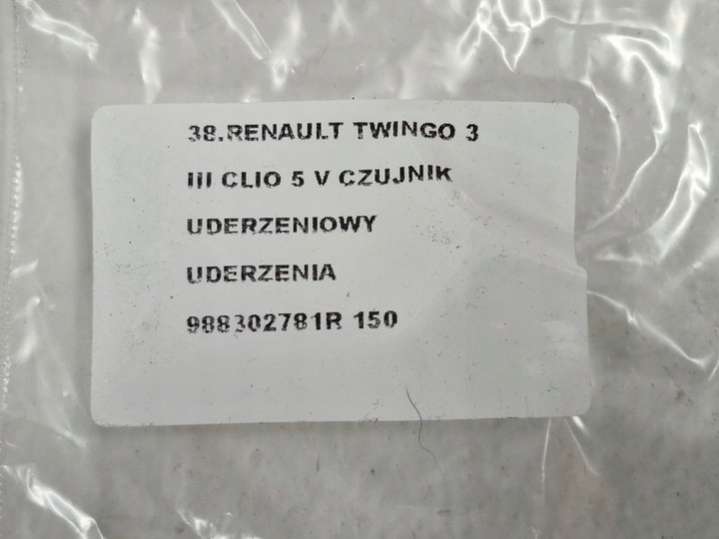 38.RENAULT TWINGO 3
III CLIO 5 V CZUJNIK
UDERZENIOWY
UDERZENIA
988302781R 150